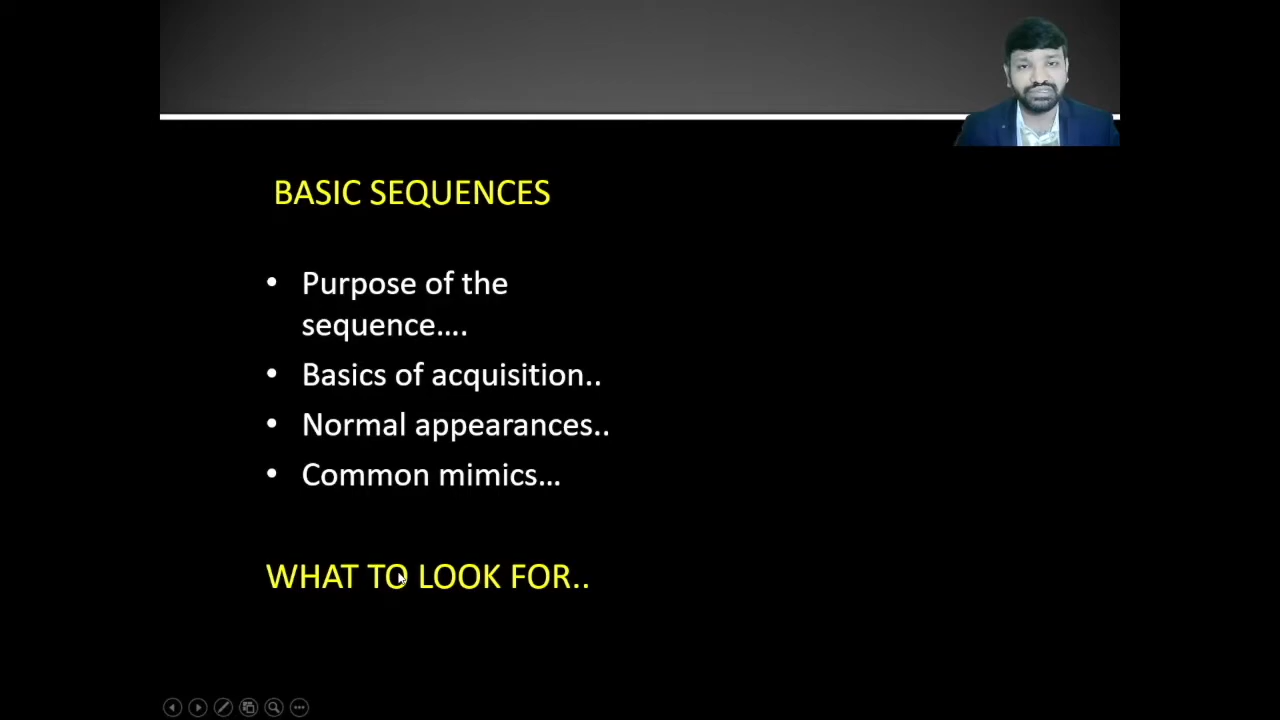 BASIC SEQUENCES
• Purpose of the
sequence....
• Basics of acquisition..
• Normal appearances..
• Common mimics...
WHAT TO LOOK FOR..